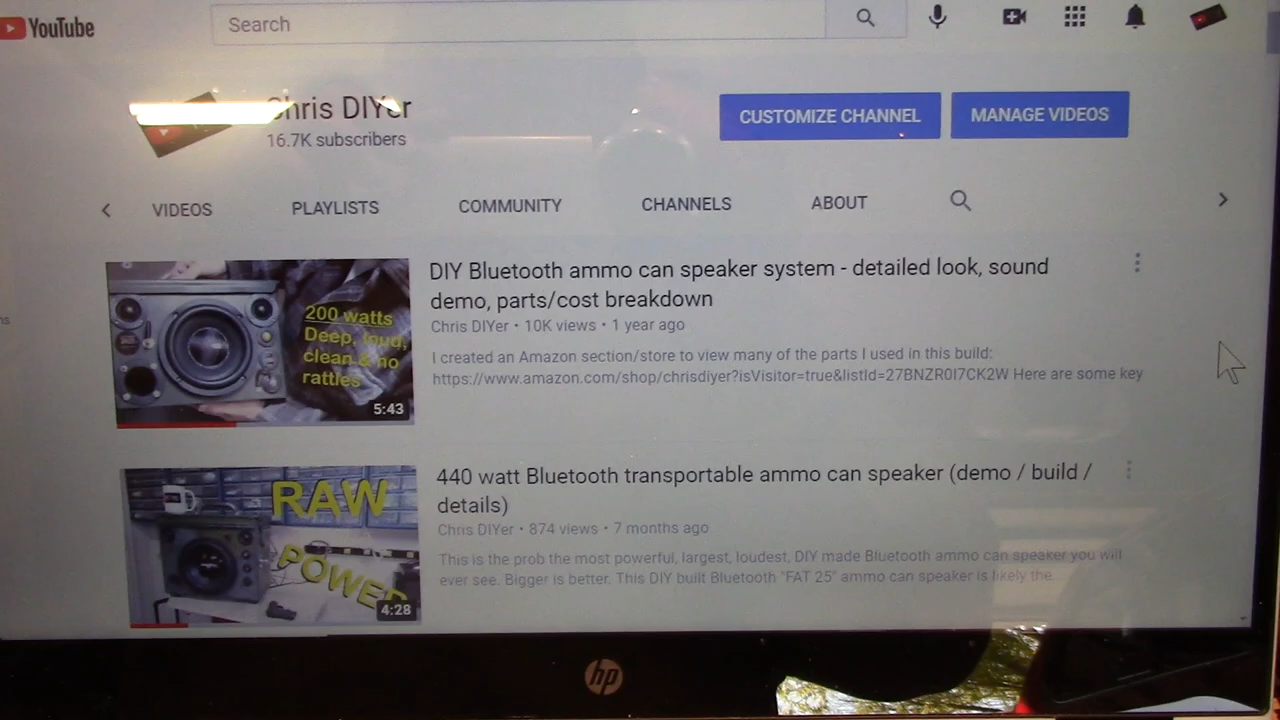 YouTube
Search
Chris DIYer
16.7K subscribers
CUSTOMIZE CHANNEL
MANAGE VIDEOS
VIDEOS PLAYLISTS COMMUNITY CHANNELS ABOUT
200 watts
Deep, loud,
clean & no
rattles
5:43
DIY Bluetooth ammo can speaker system - detailed look, sound
demo, parts/cost breakdown
Chris DIYer • 10K views • 1 year ago
I created an Amazon section/store to view many of the parts I used in this build:
https://www.amazon.com/shop/chrisdiyer?isVisitor=true&listId=27BNZR0I7CK2W Here are some key
RAW
POWER
4:28
440 watt Bluetooth transportable ammo can speaker (demo / build /
details)
Chris DIYer • 874 views • 7 months ago
This is the prob the most powerful, largest, loudest, DIY made Bluetooth ammo can speaker you will
ever see. Bigger is better. This DIY built Bluetooth "FAT 25" ammo can speaker is likely the
hp